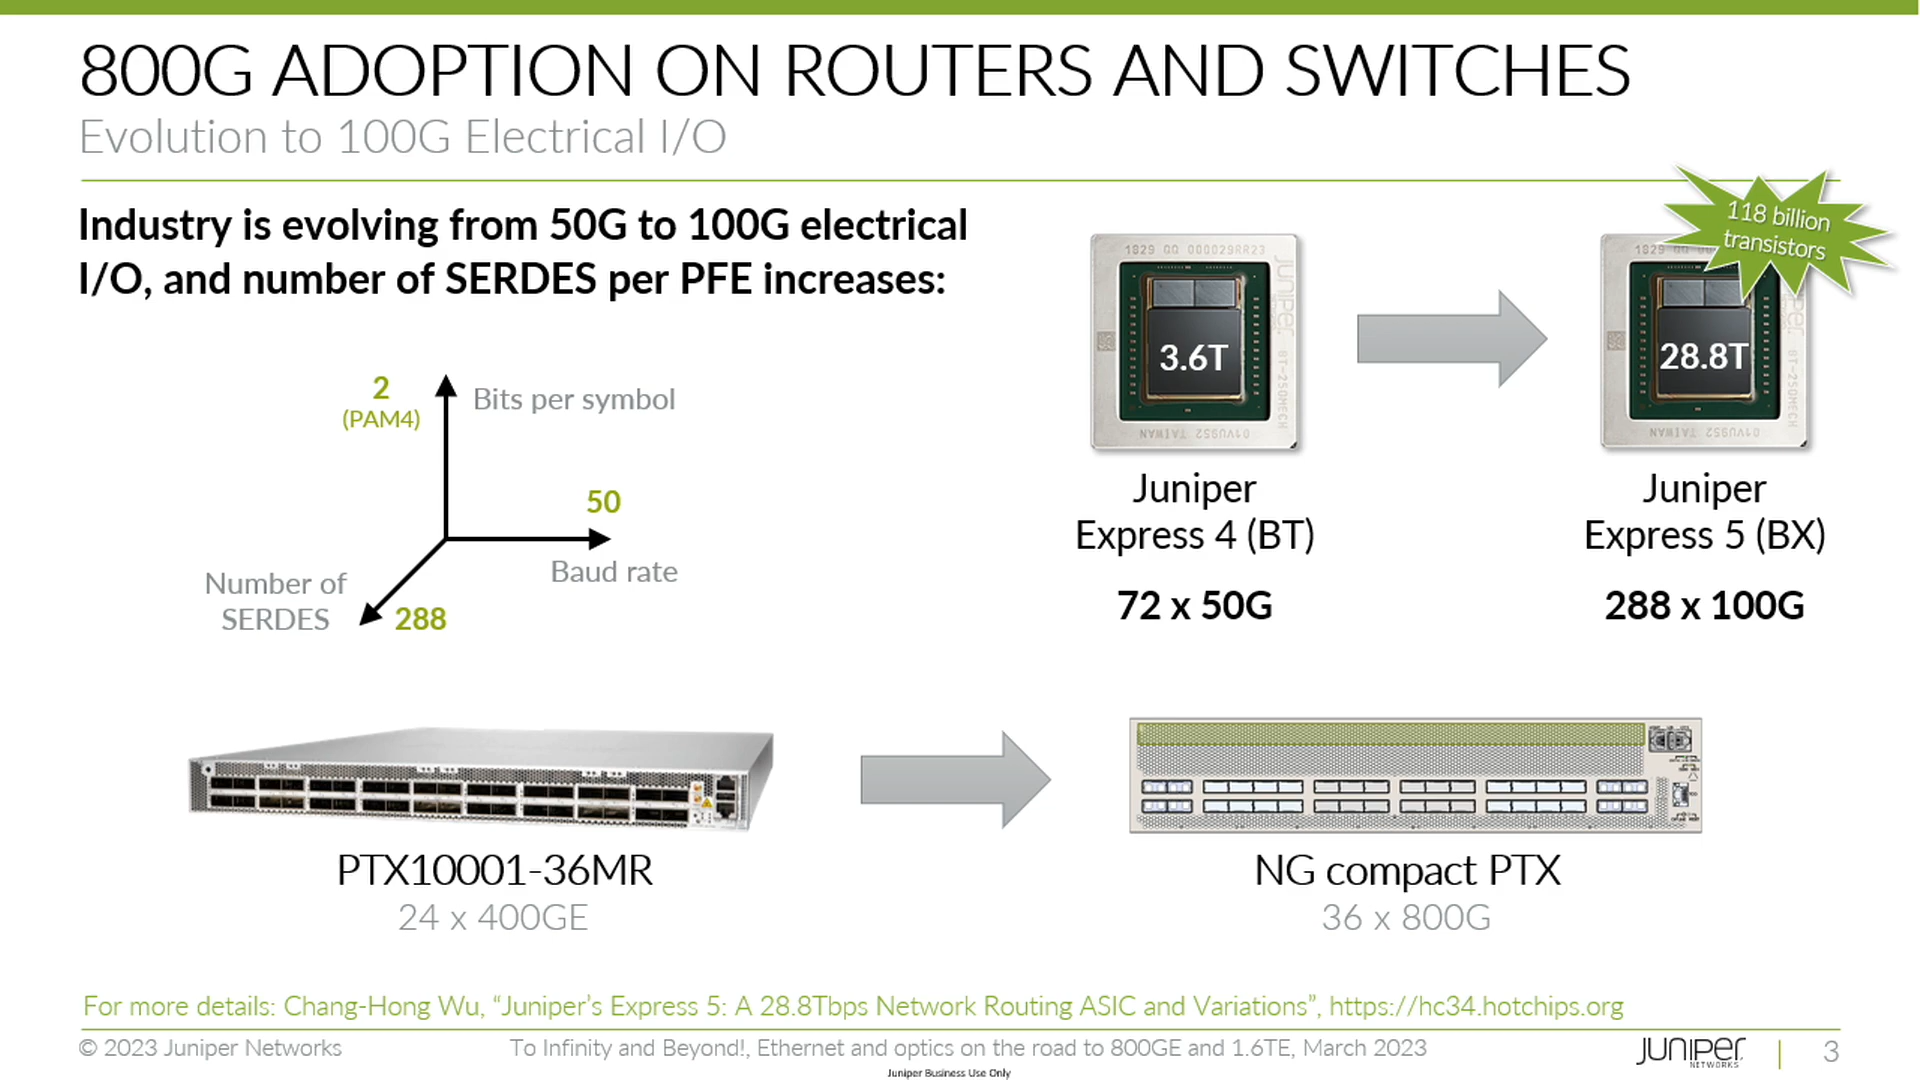 800G ADOPTION ON ROUTERS AND SWITCHES
Evolution to 100G Electrical I/O
Industry is evolving from 50G to 100G electrical
I/O, and number of SERDES per PFE increases:
118 billion
transistors
1829 QQ 0000298R23
3.6T
28.8T
2
(PAM4)
Bits per symbol
50
Baud rate
Number of
SERDES
288
Juniper
Express 4 (BT)
72 x 50G
Juniper
Express 5 (BX)
288 x 100G
PTX10001-36MR
24 x 400GE
NG compact PTX
36 x 800G
For more details: Chang-Hong Wu, “Juniper’s Express 5: A 28.8Tbps Network Routing ASIC and Variations”, https://hc34.hotchips.org
© 2023 Juniper Networks
To Infinity and Beyond!, Ethernet and optics on the road to 800GE and 1.6TE, March 2023
Juniper Business Use Only
JUNIPER
NETWORKS
3